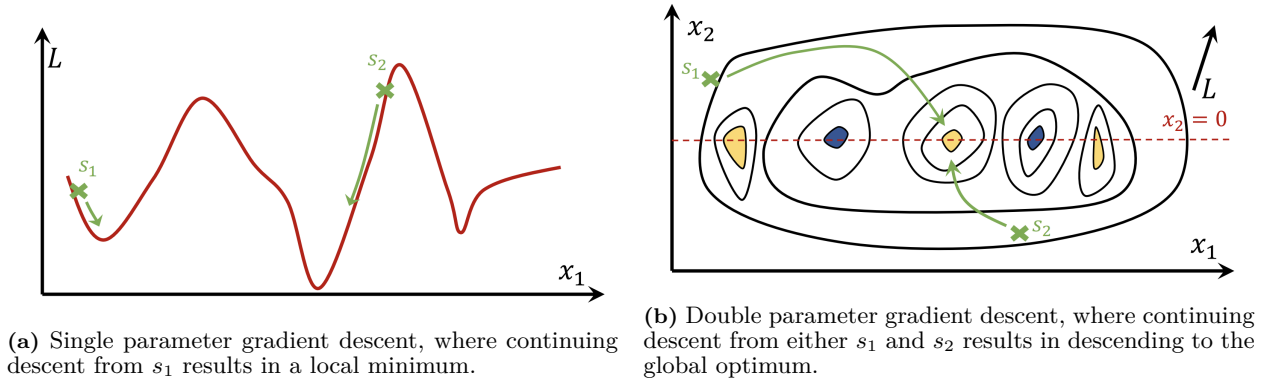 L
s₁
s₂
x₁
(a) Single parameter gradient descent, where continuing
descent from s₁ results in a local minimum.
x₂
s₁
L
x₂ = 0
s₂
x₁
(b) Double parameter gradient descent, where continuing
descent from either s₁ and s₂ results in descending to the
global optimum.